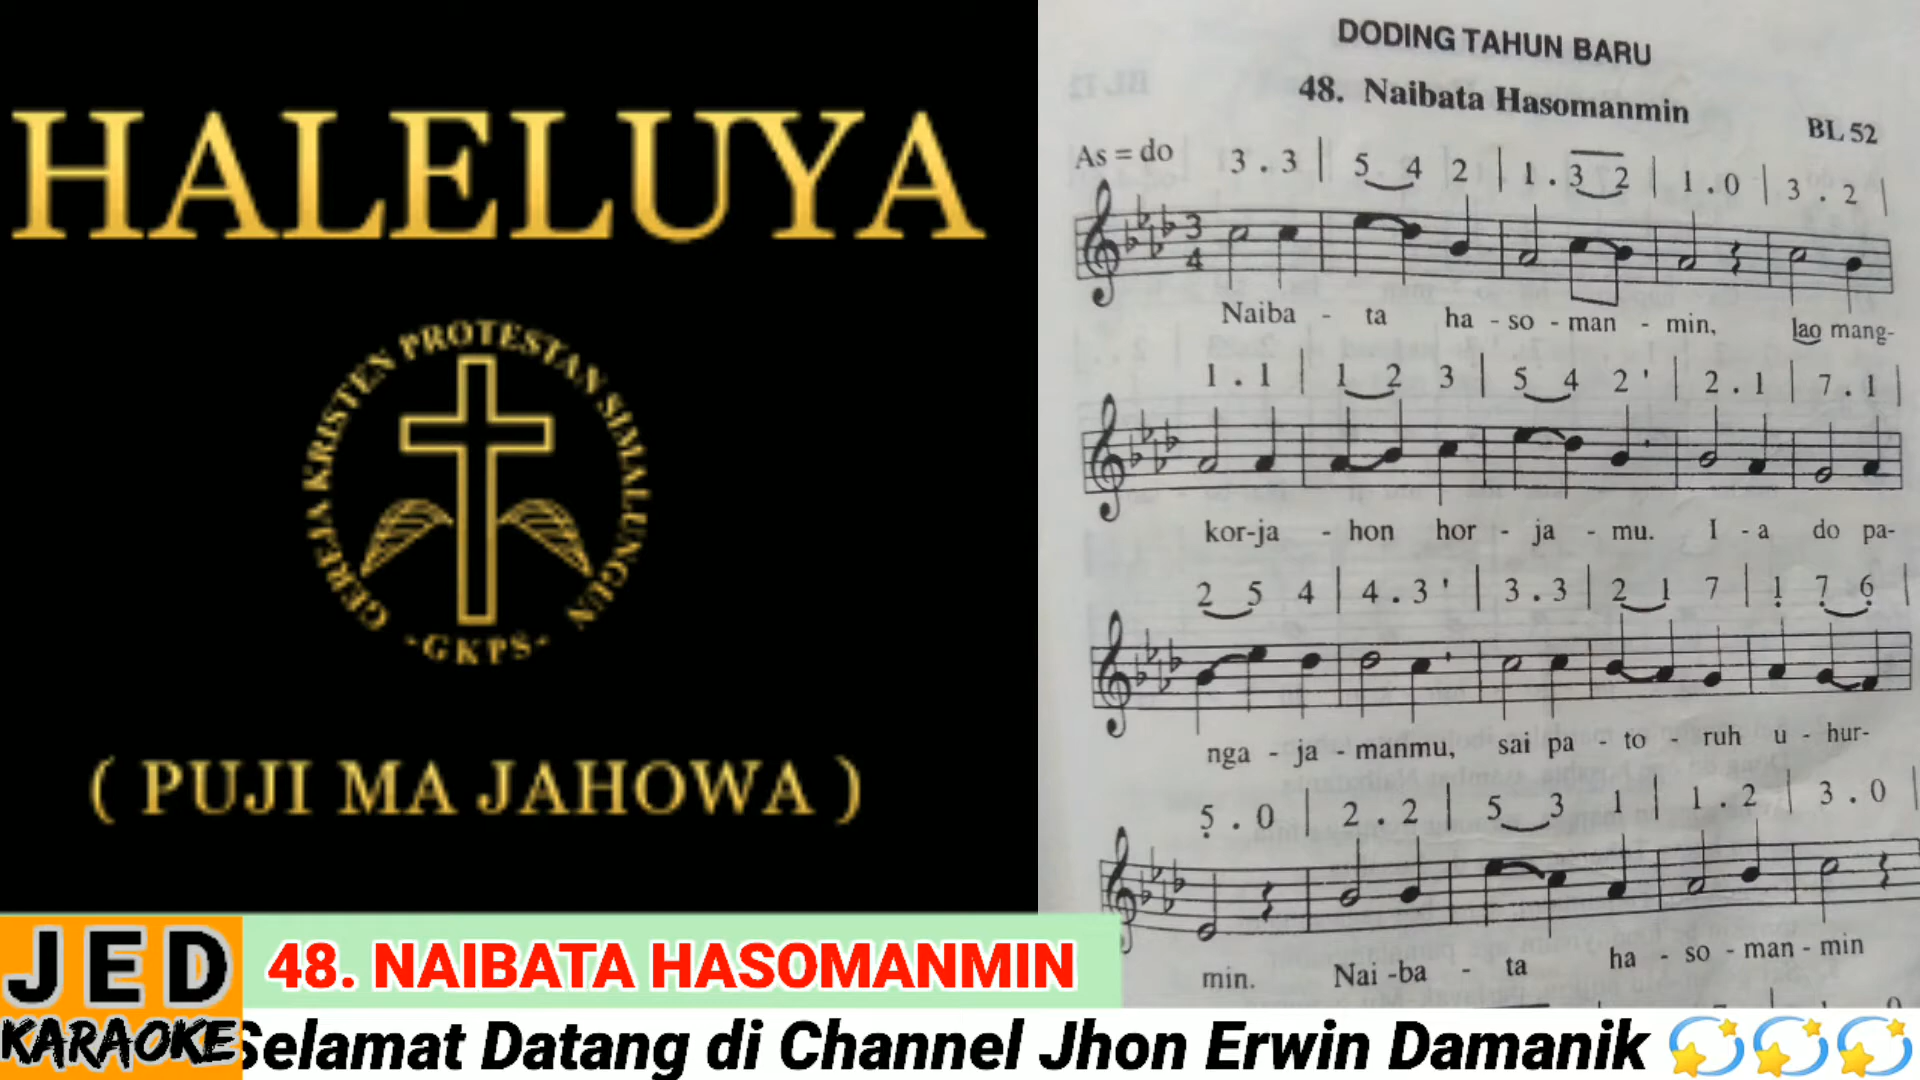 HALELUYA
GEREJA KRISTEN PROTESTAN SIMALUNGUN
-GKPS-
( PUJI MA JAHOWA )
DODING TAHUN BARU
48. Naibata Hasomanmin
BL 52
As = do
3 . 3 | 5 4 2 | 1 . 3 2 | 1 . 0 | 3 . 2 |
3
4
Naiba - ta ha - so - man - min, lao mang-
1 . 1 | 1 2 3 | 5 4 2 ' | 2 . 1 | 7 . 1 |
kor-ja - hon hor - ja - mu. I - a do pa-
2 5 4 | 4 . 3 ' | 3 . 3 | 2 1 7 | 1 7 6 |
nga - ja - manmu, sai pa - to - ruh u - hur-
5 . 0 | 2 . 2 | 5 3 1 | 1 . 2 | 3 . 0 |
min. Nai -ba - ta ha - so - man - min
JED
KARAOKE
48. NAIBATA HASOMANMIN
Selamat Datang di Channel Jhon Erwin Damanik 💫💫💫